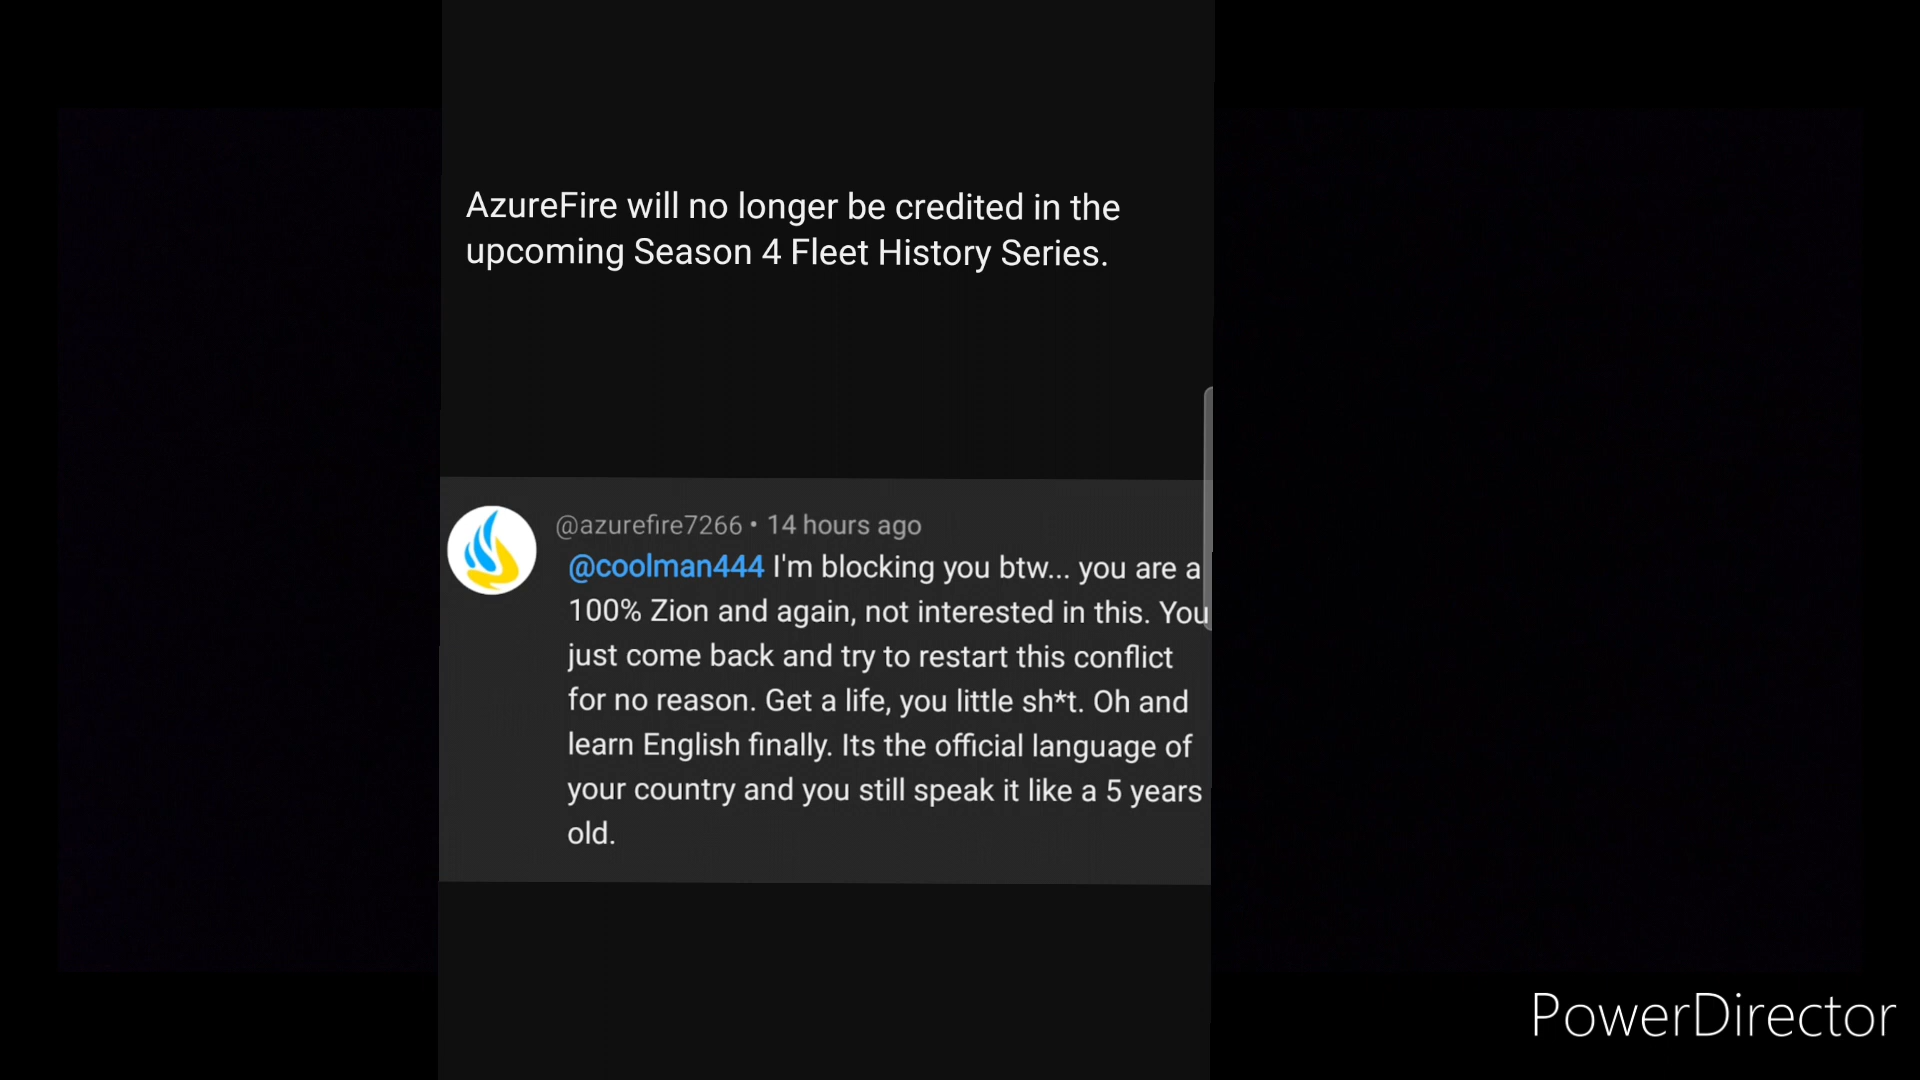 AzureFire will no longer be credited in the
upcoming Season 4 Fleet History Series.
@azurefire7266 • 14 hours ago
@coolman444 I'm blocking you btw... you are a
100% Zion and again, not interested in this. You
just come back and try to restart this conflict
for no reason. Get a life, you little sh*t. Oh and
learn English finally. Its the official language of
your country and you still speak it like a 5 years
old.
PowerDirector